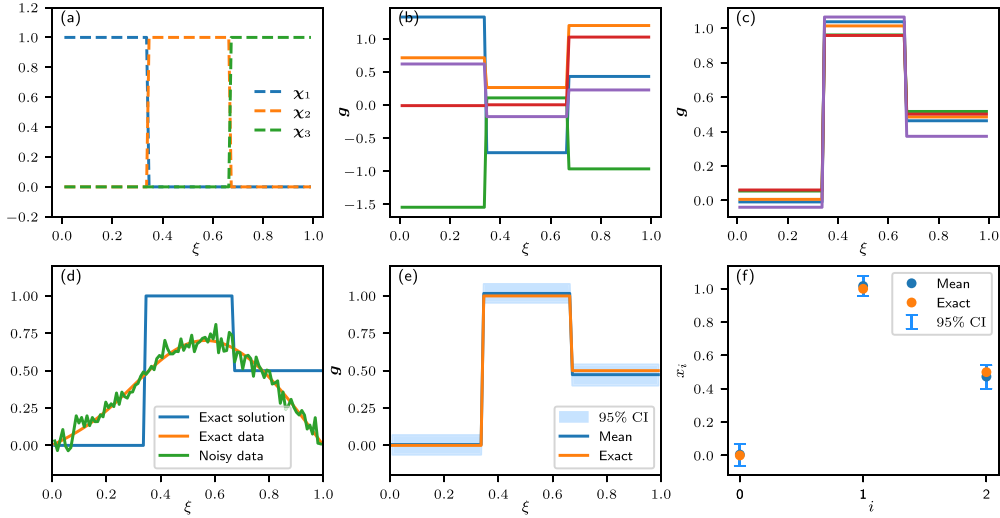 (a)
1.2
1.0
0.8
0.6
0.4
0.2
0.0
−0.2
χ1
χ2
χ3
0.0 0.2 0.4 0.6 0.8 1.0
ξ
(b)
g
1.0
0.5
0.0
−0.5
−1.0
−1.5
0.0 0.2 0.4 0.6 0.8 1.0
ξ
(c)
g
1.0
0.8
0.6
0.4
0.2
0.0
0.0 0.2 0.4 0.6 0.8 1.0
ξ
(d)
1.00
0.75
0.50
0.25
0.00
Exact solution
Exact data
Noisy data
0.0 0.2 0.4 0.6 0.8 1.0
ξ
(e)
g
1.00
0.75
0.50
0.25
0.00
95% CI
Mean
Exact
0.0 0.2 0.4 0.6 0.8 1.0
ξ
(f)
xi
1.0
0.8
0.6
0.4
0.2
0.0
Mean
Exact
95% CI
0 1 2
i